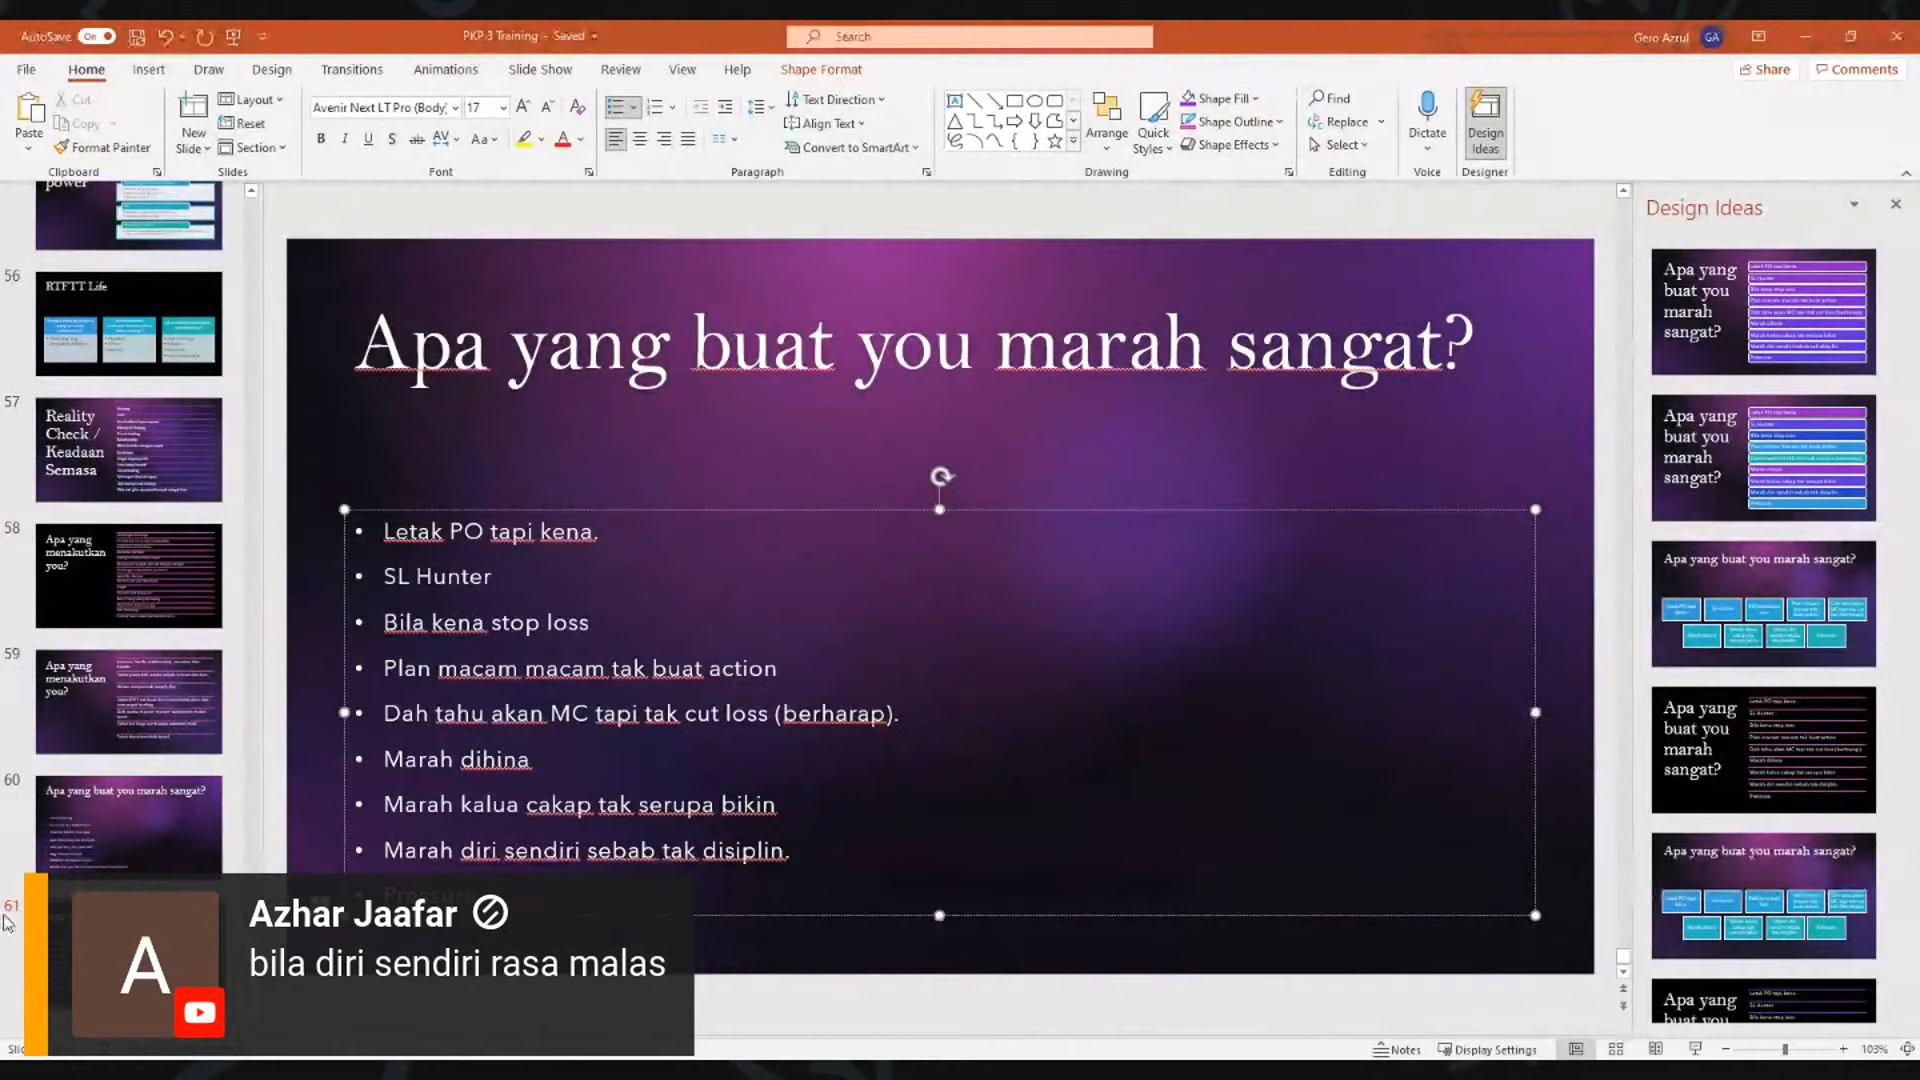 AutoSave On
PKP3 Training - Saved
Search
Gero Azrul GA
File Home Insert Draw Design Transitions Animations Slide Show Review View Help Shape Format
Share Comments
Paste
Cut
Copy
Format Painter
Clipboard
New Slide
Layout
Reset
Section
Slides
Avenir Next LT Pro (Body) 17
Font
Text Direction
Align Text
Convert to SmartArt
Paragraph
Arrange
Quick Styles
Shape Fill
Shape Outline
Shape Effects
Drawing
Find
Replace
Select
Editing
Dictate
Voice
Design Ideas
Designer
power
56
RTFTT Life
57
Reality
Check /
Keadaan
Semasa
58
Apa yang
menakutkan
you?
59
Apa yang
menakutkan
you?
60
Apa yang buat you marah sangat?
61
Apa yang buat you marah sangat?
• Letak PO tapi kena.
• SL Hunter
• Bila kena stop loss
• Plan macam macam tak buat action
• Dah tahu akan MC tapi tak cut loss (berharap).
• Marah dihina
• Marah kalua cakap tak serupa bikin
• Marah diri sendiri sebab tak disiplin.
• Pressure
Azhar Jaafar
A
bila diri sendiri rasa malas
Design Ideas
Apa yang
buat you
marah
sangat?
Apa yang
buat you
marah
sangat?
Apa yang buat you marah sangat?
Apa yang
buat you
marah
sangat?
Apa yang buat you marah sangat?
Apa yang
buat you
Notes Display Settings 103%